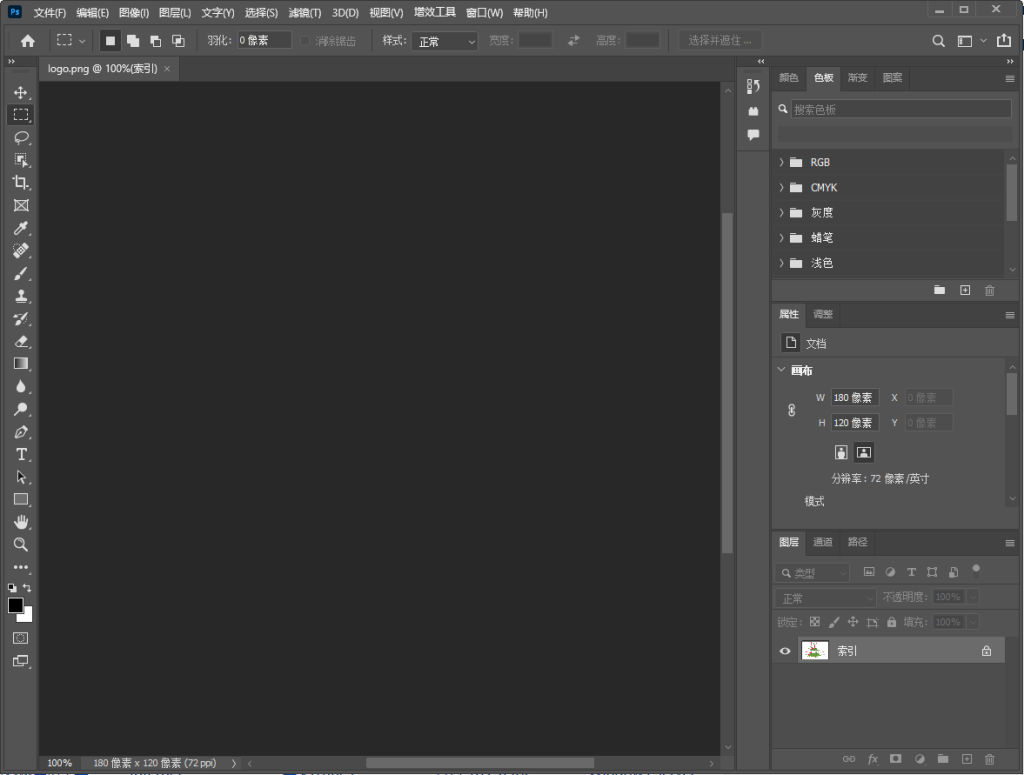 Ps 文件(F) 编辑(E) 图像(I) 图层(L) 文字(Y) 选择(S) 滤镜(T) 3D(D) 视图(V) 增效工具 窗口(W) 帮助(H)
羽化: 0 像素 消除锯齿 样式: 正常 宽度: 高度: 选择并遮住 ...
logo.png @ 100%(索引) ×
颜色 色板 渐变 图案
搜索色板
RGB
CMYK
灰度
蜡笔
浅色
属性 调整
文档
画布
W 180 像素 X 0 像素
H 120 像素 Y 0 像素
分辨率: 72 像素/英寸
模式
图层 通道 路径
类型
正常 不透明度: 100%
锁定: 填充: 100%
索引
100% 180 像素 x 120 像素 (72 ppi)